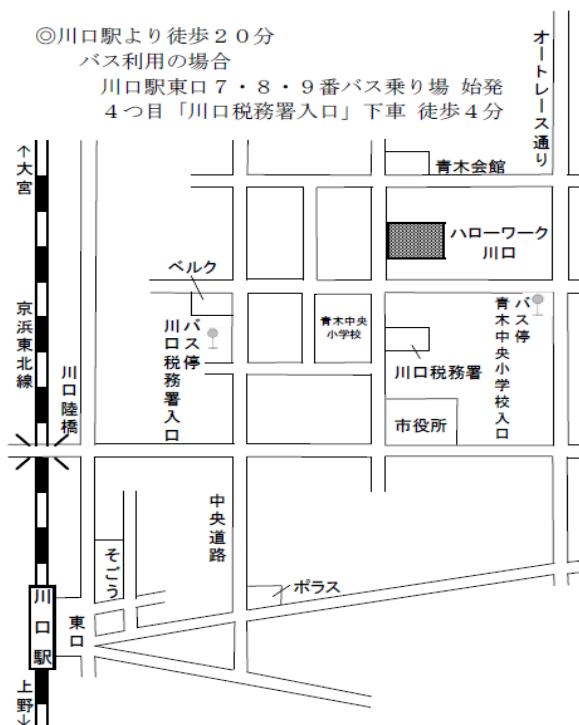 ◎川口駅より徒歩２０分
バス利用の場合
川口駅東口７・８・９番バス乗り場 始発
４つ目「川口税務署入口」下車 徒歩４分
オートレース通り
↑大宮
青木会館
ハローワーク
川口
ベルク
京浜東北線
川口陸橋
バス停
川口税務署入口
青木中央
小学校
川口税務署
バス停
青木中央小学校入口
市役所
中央道路
そごう
ポラス
川口駅
東口
上野↓